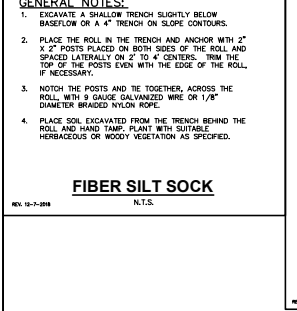 GENERAL NOTES:
1. EXCAVATE A SHALLOW TRENCH SLIGHTLY BELOW
BASEFLOW OR A 4" TRENCH ON SLOPE CONTOURS.
2. PLACE THE ROLL IN THE TRENCH AND ANCHOR WITH 2"
X 2" POSTS PLACED ON BOTH SIDES OF THE ROLL AND
SPACED LATERALLY ON 2' TO 4' CENTERS. TRIM THE
TOP OF THE POSTS EVEN WITH THE EDGE OF THE ROLL,
IF NECESSARY.
3. NOTCH THE POSTS AND TIE TOGETHER, ACROSS THE
ROLL, WITH 9 GAUGE GALVANIZED WIRE OR 1/8"
DIAMETER BRAIDED NYLON ROPE.
4. PLACE SOIL EXCAVATED FROM THE TRENCH BEHIND THE
ROLL AND HAND TAMP. PLANT WITH SUITABLE
HERBACEOUS OR WOODY VEGETATION AS SPECIFIED.
FIBER SILT SOCK
REV. 12-7-2018 N.T.S.